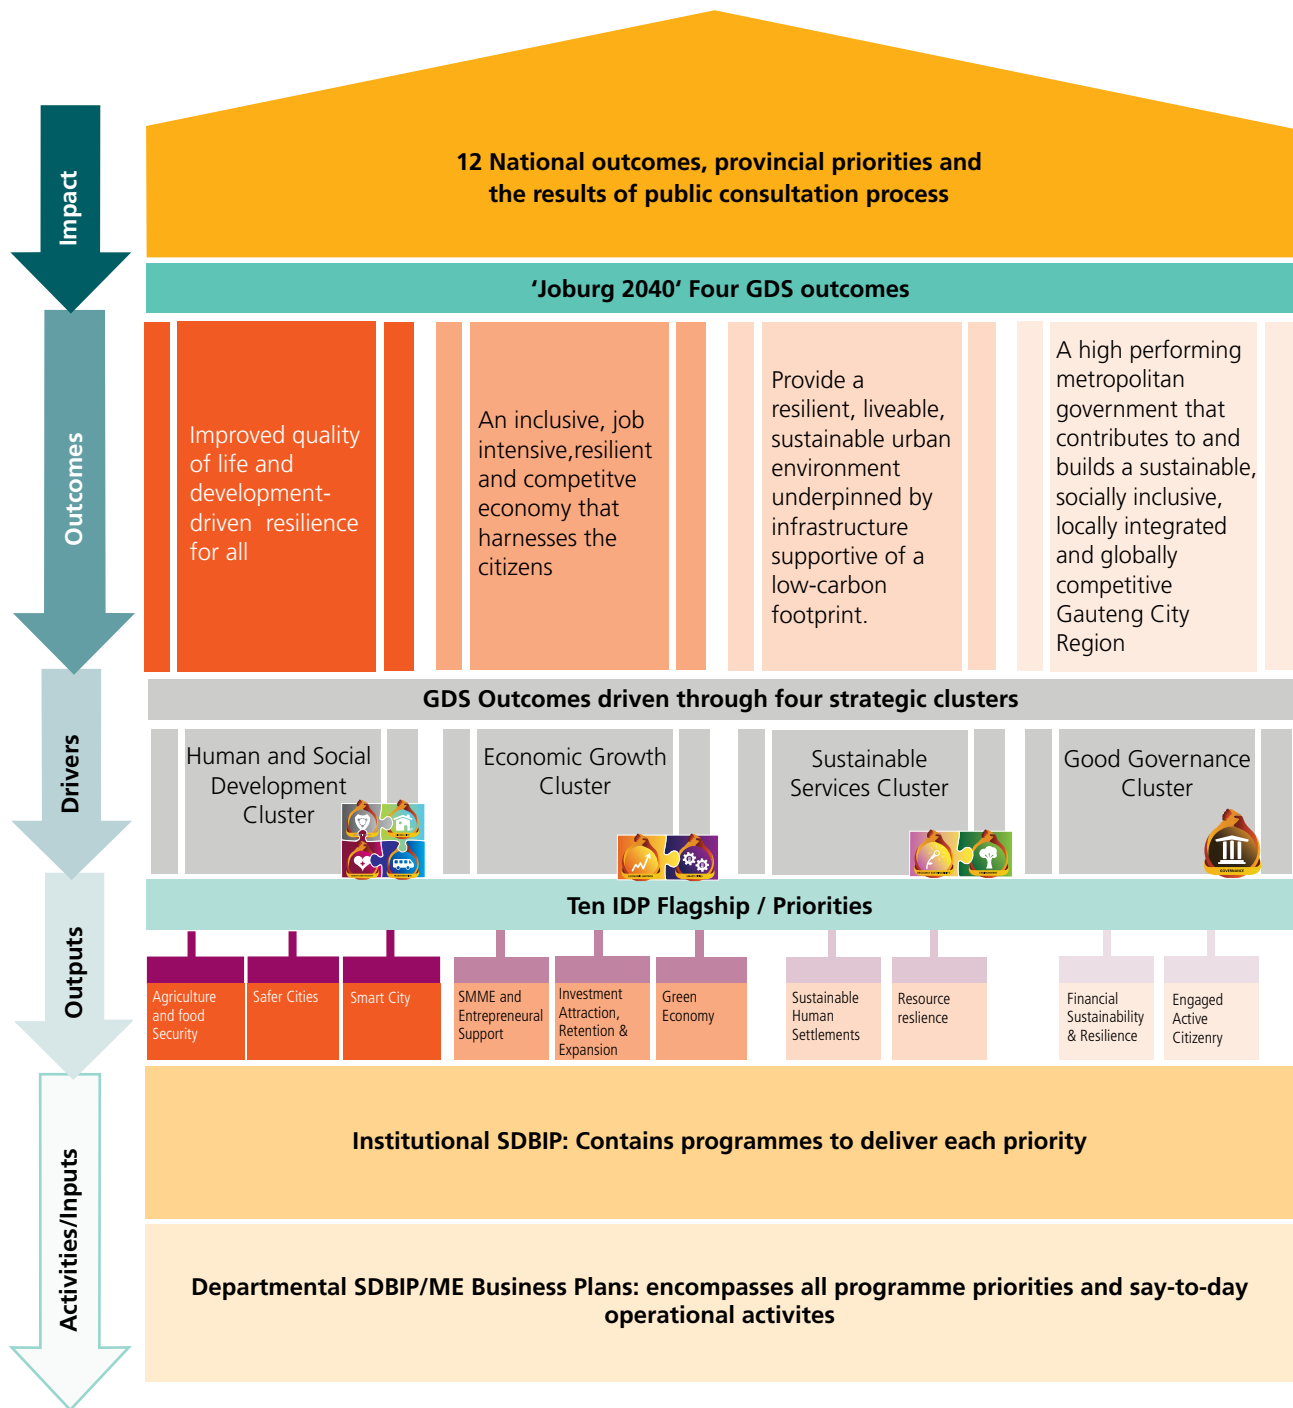 12 National outcomes, provincial priorities and
the results of public consultation process
Impact
‘Joburg 2040‘ Four GDS outcomes
Outcomes
Improved quality
of life and
development-
driven resilience
for all
An inclusive, job
intensive,resilient
and competitve
economy that
harnesses the
citizens
Provide a
resilient, liveable,
sustainable urban
environment
underpinned by
infrastructure
supportive of a
low-carbon
footprint.
A high performing
metropolitan
government that
contributes to and
builds a sustainable,
socially inclusive,
locally integrated
and globally
competitive
Gauteng City
Region
GDS Outcomes driven through four strategic clusters
Drivers
Human and Social
Development
Cluster
Economic Growth
Cluster
Sustainable
Services Cluster
Good Governance
Cluster
GOVERNANCE
Ten IDP Flagship / Priorities
Outputs
Agriculture
and food
Security
Safer Cities
Smart City
SMME and
Entrepreneural
Support
Investment
Attraction,
Retention &
Expansion
Green
Economy
Sustainable
Human
Settlements
Resource
reslience
Financial
Sustainability
& Resilience
Engaged
Active
Citizenry
Activities/Inputs
Institutional SDBIP: Contains programmes to deliver each priority
Departmental SDBIP/ME Business Plans: encompasses all programme priorities and say-to-day
operational activites